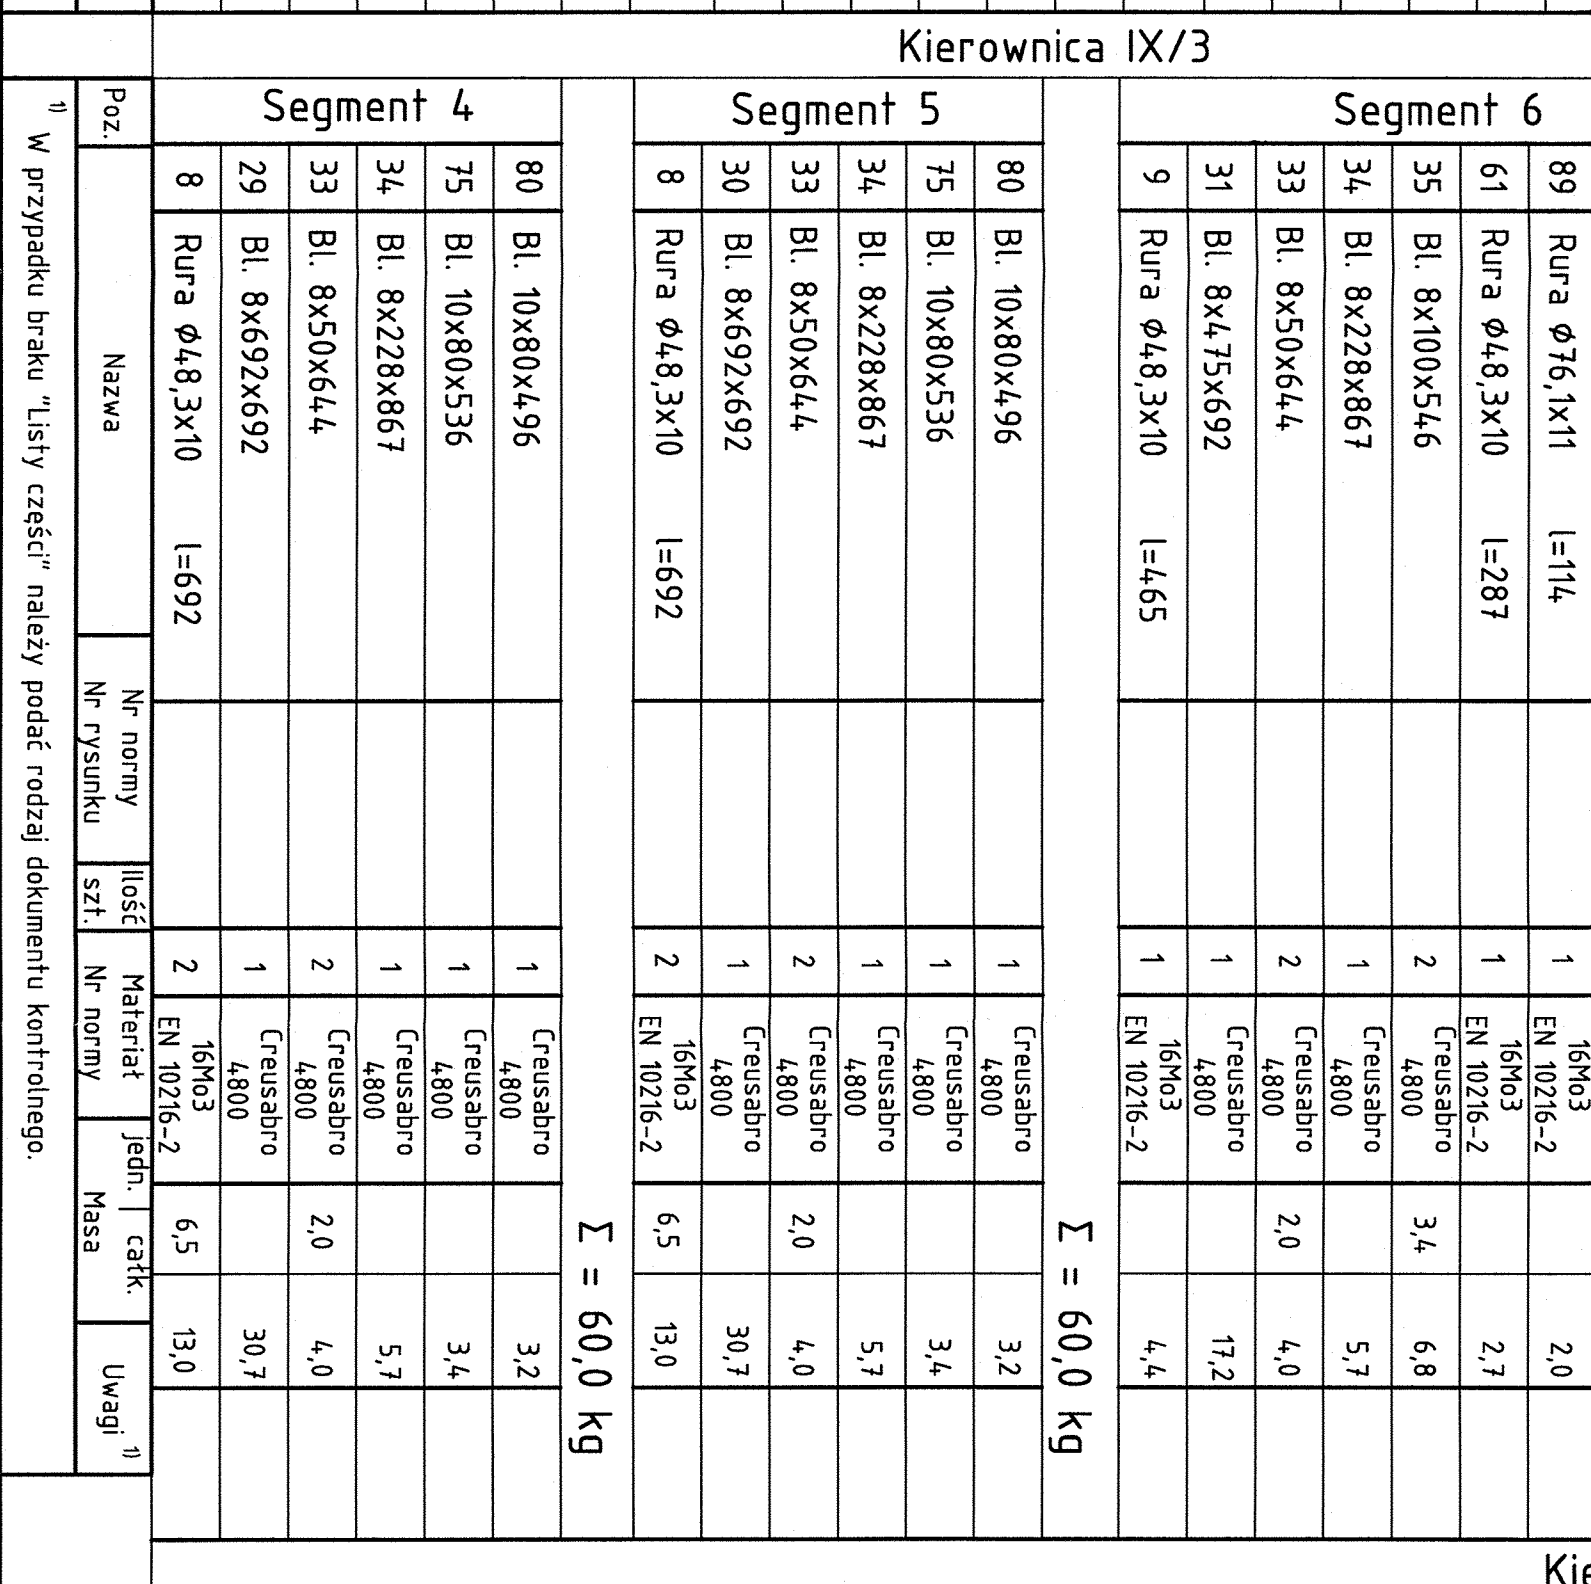 Kierownica IX/3
Segment 4
Segment 5
Segment 6
89 Rura ø76,1x11 l=114 1 16Mo3 EN 10216-2 2,0
61 Rura ø48,3x10 l=287 1 16Mo3 EN 10216-2 2,7
35 Bl. 8x100x546 2 Creusabro 4800 3,4 6,8
34 Bl. 8x228x867 1 Creusabro 4800 5,7
33 Bl. 8x50x644 2 Creusabro 4800 2,0 4,0
31 Bl. 8x475x692 1 Creusabro 4800 17,2
9 Rura ø48,3x10 l=465 1 16Mo3 EN 10216-2 4,4
Σ = 60,0 kg
80 Bl. 10x80x496 1 Creusabro 4800 3,2
75 Bl. 10x80x536 1 Creusabro 4800 3,4
34 Bl. 8x228x867 1 Creusabro 4800 5,7
33 Bl. 8x50x644 2 Creusabro 4800 2,0 4,0
30 Bl. 8x692x692 1 Creusabro 4800 30,7
8 Rura ø48,3x10 l=692 2 16Mo3 EN 10216-2 6,5 13,0
Σ = 60,0 kg
80 Bl. 10x80x496 1 Creusabro 4800 3,2
75 Bl. 10x80x536 1 Creusabro 4800 3,4
34 Bl. 8x228x867 1 Creusabro 4800 5,7
33 Bl. 8x50x644 2 Creusabro 4800 2,0 4,0
29 Bl. 8x692x692 1 Creusabro 4800 30,7
8 Rura ø48,3x10 l=692 2 16Mo3 EN 10216-2 6,5 13,0
Poz. Nazwa Nr normy Nr rysunku Ilość szt. Materiał Nr normy jedn. całk. Masa Uwagi 1)
1) W przypadku braku "Listy części" należy podać rodzaj dokumentu kontrolnego.
Kie